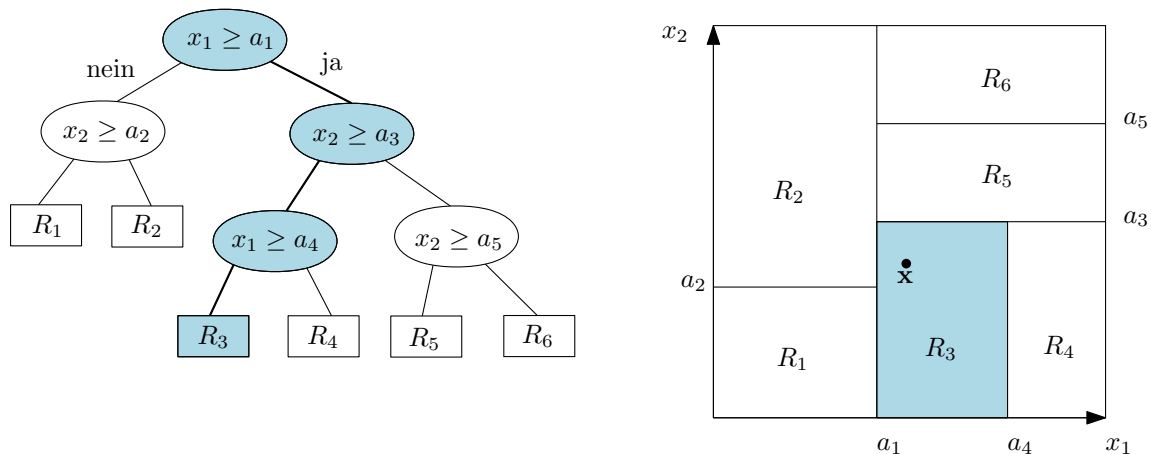 x₁ ≥ a₁
nein
ja
x₂ ≥ a₂
x₂ ≥ a₃
R₁
R₂
x₁ ≥ a₄
x₂ ≥ a₅
R₃
R₄
R₅
R₆
x₂
R₆
a₅
R₅
R₂
a₃
x
a₂
R₃
R₄
R₁
a₁
a₄
x₁